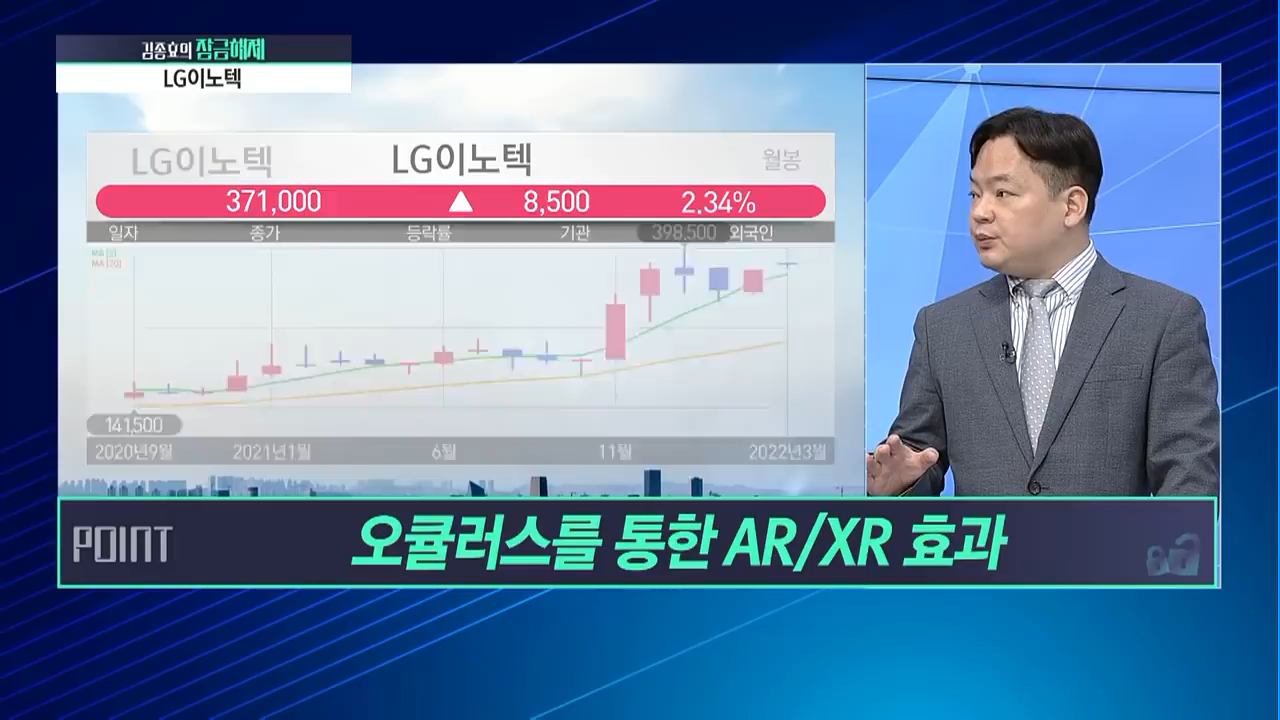 김종효의 잠금해제
LG이노텍
LG이노텍 LG이노텍 월봉
371,000 ▲ 8,500 2.34%
일자 종가 등락률 기관 398,500 외국인
MA [5]
MA [20]
141,500
2020년9월 2021년1월 6월 11월 2022년3월
POINT 오큘러스를 통한 AR/XR 효과